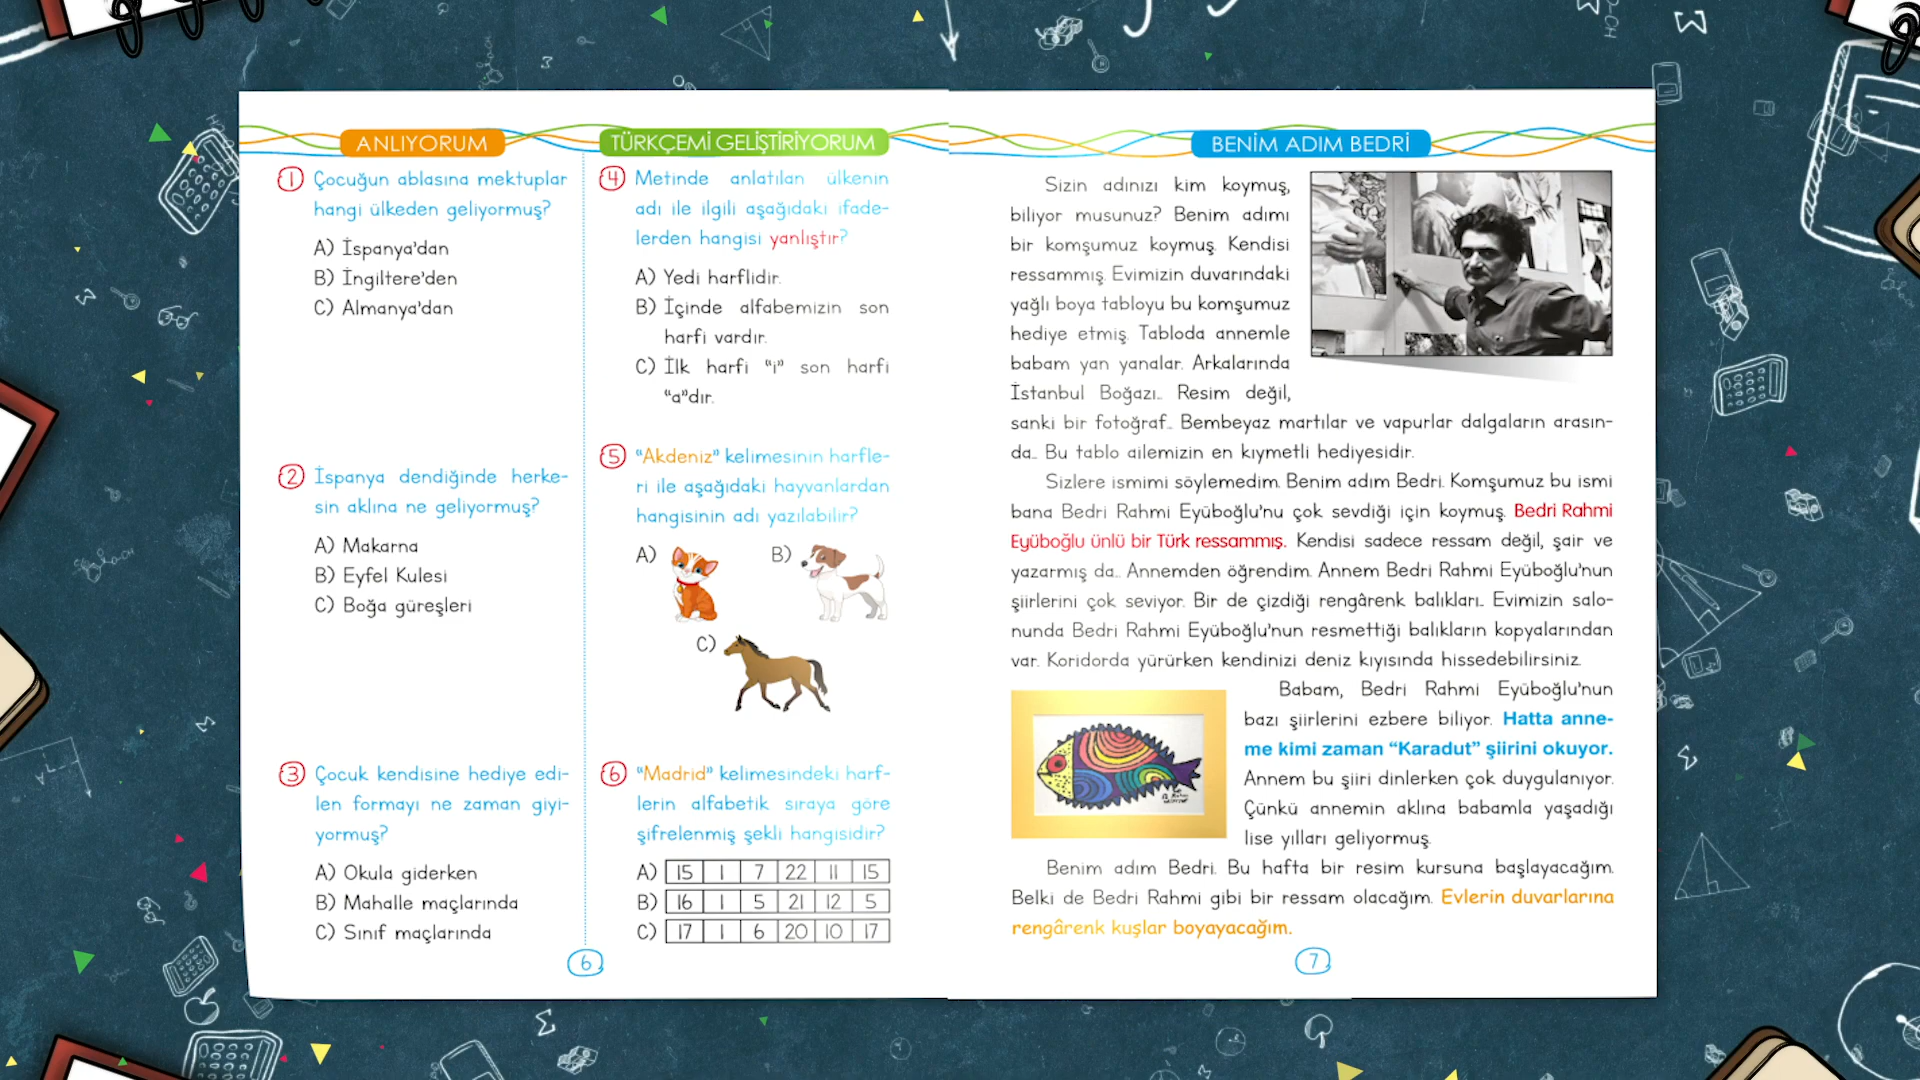 ANLIYORUM
1 Çocuğun ablasına mektuplar
hangi ülkeden geliyormuş?
A) İspanya'dan
B) İngiltere'den
C) Almanya'dan
2 İspanya dendiğinde herke-
sin aklına ne geliyormuş?
A) Makarna
B) Eyfel Kulesi
C) Boğa güreşleri
3 Çocuk kendisine hediye edi-
len formayı ne zaman giyi-
yormuş?
A) Okula giderken
B) Mahalle maçlarında
C) Sınıf maçlarında
TÜRKÇEMİ GELİŞTİRİYORUM
4 Metinde anlatılan ülkenin
adı ile ilgili aşağıdaki ifade-
lerden hangisi yanlıştır?
A) Yedi harflidir.
B) İçinde alfabemizin son
harfi vardır.
C) İlk harfi "i" son harfi
"a"dır.
5 "Akdeniz" kelimesinin harfle-
ri ile aşağıdaki hayvanlardan
hangisinin adı yazılabilir?
A) B)
C)
6 "Madrid" kelimesindeki harf-
lerin alfabetik sıraya göre
şifrelenmiş şekli hangisidir?
A) 15 1 7 22 11 15
B) 16 1 5 21 12 5
C) 17 1 6 20 10 17
6
BENİM ADIM BEDRİ
Sizin adınızı kim koymuş,
biliyor musunuz? Benim adımı
bir komşumuz koymuş. Kendisi
ressammış. Evimizin duvarındaki
yağlı boya tabloyu bu komşumuz
hediye etmiş. Tabloda annemle
babam yan yanalar. Arkalarında
İstanbul Boğazı... Resim değil,
sanki bir fotoğraf... Bembeyaz martılar ve vapurlar dalgaların arasın-
da... Bu tablo ailemizin en kıymetli hediyesidir.
Sizlere ismimi söylemedim. Benim adım Bedri. Komşumuz bu ismi
bana Bedri Rahmi Eyüboğlu'nu çok sevdiği için koymuş. Bedri Rahmi
Eyüboğlu ünlü bir Türk ressammış. Kendisi sadece ressam değil, şair ve
yazarmış da... Annemden öğrendim. Annem Bedri Rahmi Eyüboğlu'nun
şiirlerini çok seviyor. Bir de çizdiği rengârenk balıkları... Evimizin salo-
nunda Bedri Rahmi Eyüboğlu'nun resmettiği balıkların kopyalarından
var. Koridorda yürürken kendinizi deniz kıyısında hissedebilirsiniz.
Babam, Bedri Rahmi Eyüboğlu'nun
bazı şiirlerini ezbere biliyor. Hatta anne-
me kimi zaman "Karadut" şiirini okuyor.
Annem bu şiiri dinlerken çok duygulanıyor.
Çünkü annemin aklına babamla yaşadığı
lise yılları geliyormuş.
Benim adım Bedri. Bu hafta bir resim kursuna başlayacağım.
Belki de Bedri Rahmi gibi bir ressam olacağım. Evlerin duvarlarına
rengârenk kuşlar boyayacağım.
7